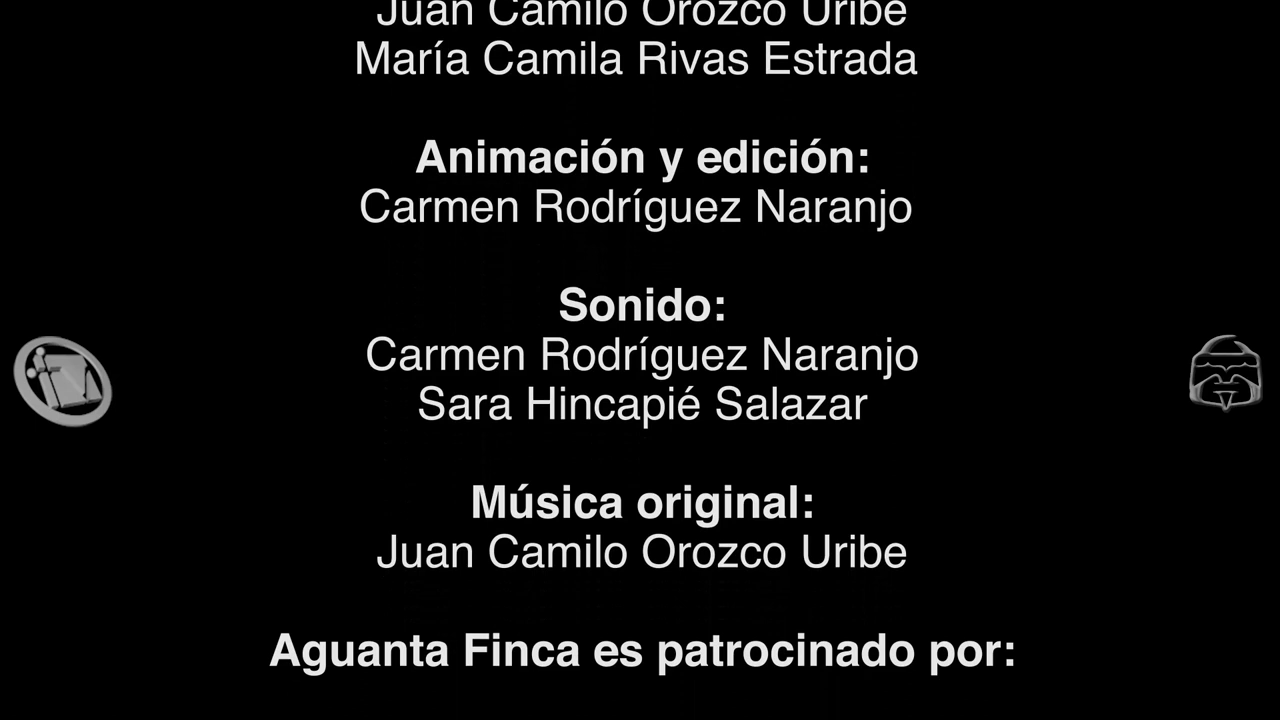 Juan Camilo Orozco Uribe
María Camila Rivas Estrada
Animación y edición:
Carmen Rodríguez Naranjo
Sonido:
Carmen Rodríguez Naranjo
Sara Hincapié Salazar
Música original:
Juan Camilo Orozco Uribe
Aguanta Finca es patrocinado por: